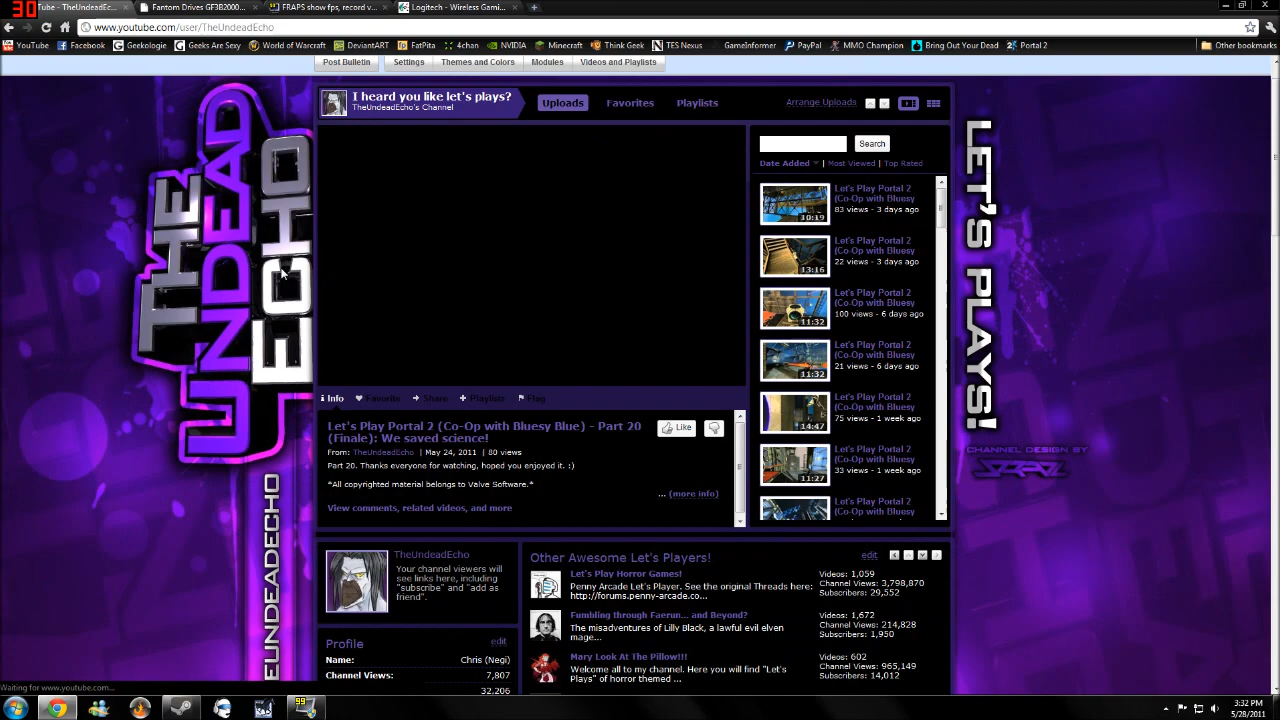 30
Tube - TheUndeadEc...
Fantom Drives GF3B2000...
FRAPS show fps, record v...
Logitech - Wireless Gami...
www.youtube.com/user/TheUndeadEcho
YouTube
Facebook
Geekologie
Geeks Are Sexy
World of Warcraft
DeviantART
FatPita
4chan
NVIDIA
Minecraft
Think Geek
TES Nexus
GameInformer
PayPal
MMO Champion
Bring Out Your Dead
Portal 2
Other bookmarks
Post Bulletin
Settings
Themes and Colors
Modules
Videos and Playlists
I heard you like let's plays?
TheUndeadEcho's Channel
Uploads
Favorites
Playlists
Arrange Uploads
THE
UNDEAD
ECHO
LET'S PLAYS!
CHANNEL DESIGN BY
Search
Date Added | Most Viewed | Top Rated
Let's Play Portal 2
(Co-Op with Bluesy
83 views - 3 days ago
10:19
Let's Play Portal 2
(Co-Op with Bluesy
22 views - 3 days ago
13:16
Let's Play Portal 2
(Co-Op with Bluesy
100 views - 6 days ago
11:32
Let's Play Portal 2
(Co-Op with Bluesy
21 views - 6 days ago
11:32
Let's Play Portal 2
(Co-Op with Bluesy
75 views - 1 week ago
14:47
Let's Play Portal 2
(Co-Op with Bluesy
33 views - 1 week ago
11:27
Let's Play Portal 2
(Co-Op with Bluesy
Info
Favorite
Share
Playlists
Flag
Let's Play Portal 2 (Co-Op with Bluesy Blue) - Part 20
(Finale): We saved science!
Like
From: TheUndeadEcho | May 24, 2011 | 80 views
Part 20. Thanks everyone for watching, hoped you enjoyed it. :)
*All copyrighted material belongs to Valve Software.*
... (more info)
View comments, related videos, and more
EUNDEADECHO
TheUndeadEcho
Your channel viewers will
see links here, including
"subscribe" and "add as
friend".
Profile
edit
Name:
Chris (Negi)
Channel Views:
7,807
32,206
Other Awesome Let's Players!
edit
Let's Play Horror Games!
Penny Arcade Let's Player. See the original Threads here:
http://forums.penny-arcade.co...
Videos: 1,059
Channel Views: 3,798,870
Subscribers: 29,552
Fumbling through Faerun... and Beyond?
The misadventures of Lilly Black, a lawful evil elven
mage...
Videos: 1,672
Channel Views: 214,828
Subscribers: 1,950
Mary Look At The Pillow!!!
Welcome all to my channel. Here you will find "Let's
Plays" of horror themed ...
Videos: 602
Channel Views: 965,149
Subscribers: 14,012
Waiting for www.youtube.com...
99
3:32 PM
5/28/2011